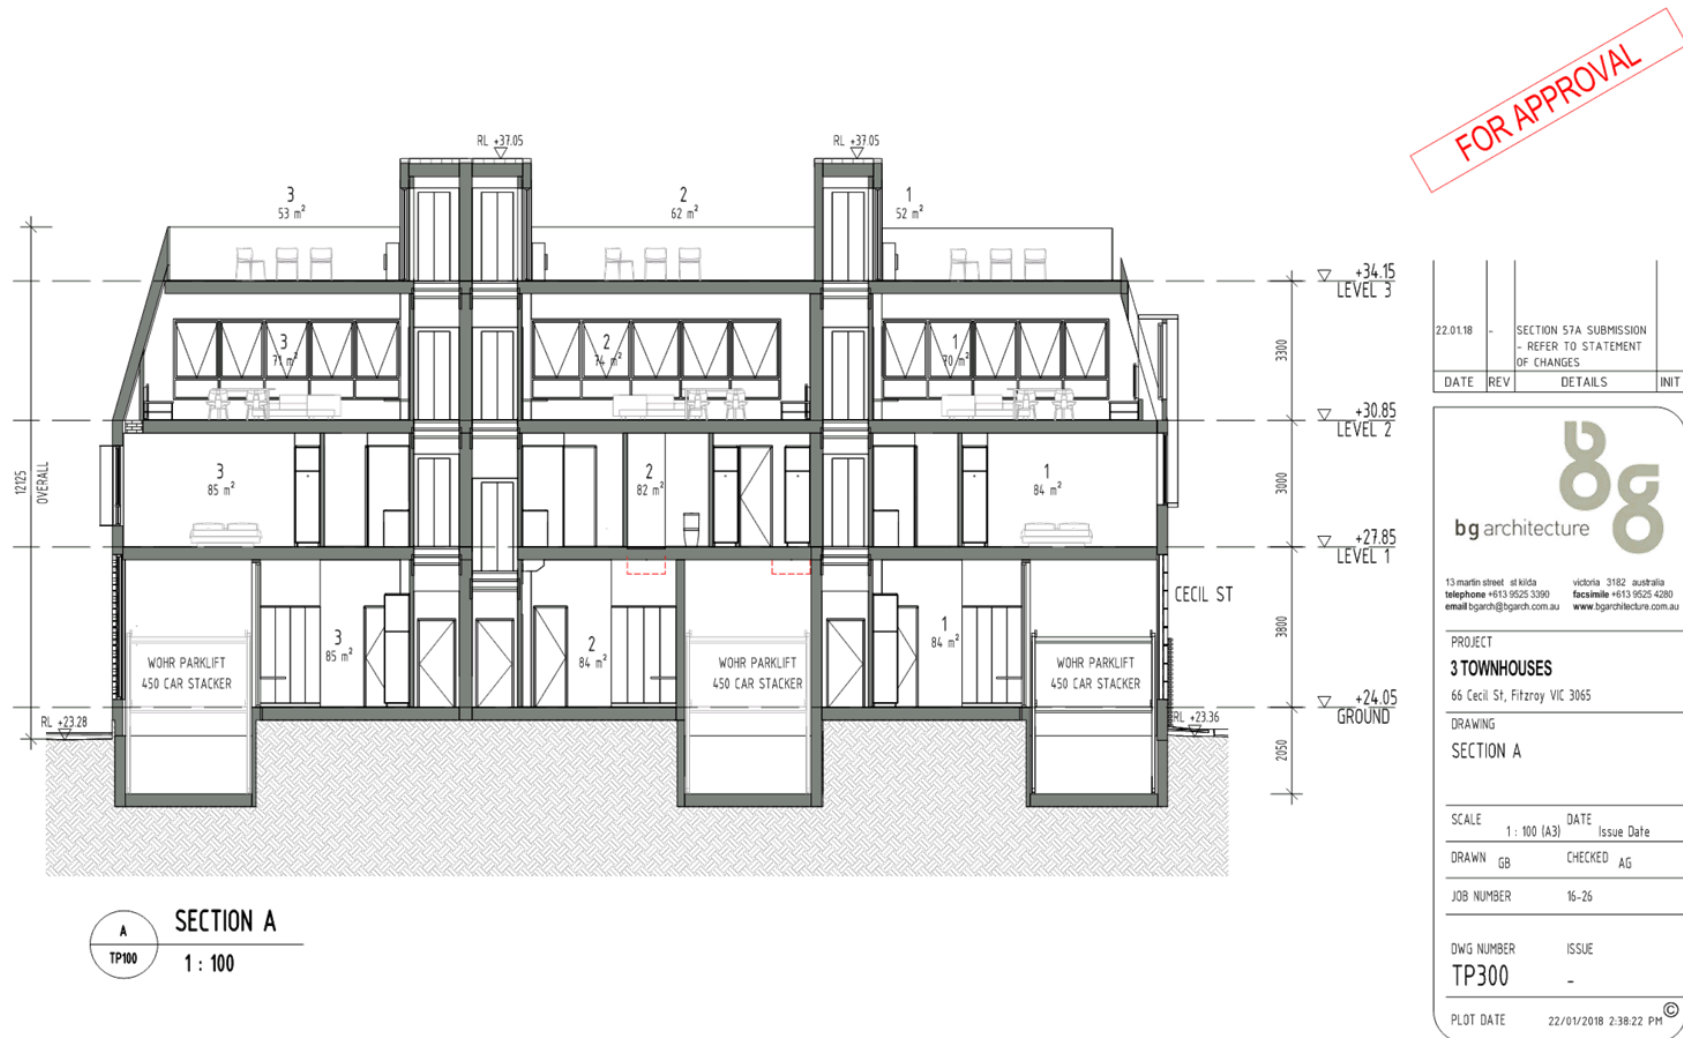 FOR APPROVAL
RL +37.05
RL +37.05
3
53 m²
2
62 m²
1
52 m²
+34.15
LEVEL 3
3
71 m²
2
74 m²
1
70 m²
3300
+30.85
LEVEL 2
12125
OVERALL
3
85 m²
2
82 m²
1
84 m²
3000
+27.85
LEVEL 1
CECIL ST
3
85 m²
2
84 m²
1
84 m²
3800
WOHR PARKLIFT
450 CAR STACKER
WOHR PARKLIFT
450 CAR STACKER
WOHR PARKLIFT
450 CAR STACKER
+24.05
GROUND
RL +23.28
RL +23.36
2050
A
TP100
SECTION A
1 : 100
22.01.18 - SECTION 57A SUBMISSION
- REFER TO STATEMENT
OF CHANGES
DATE REV DETAILS INIT
bg architecture
13 martin street st kilda victoria 3182 australia
telephone +613 9525 3390 facsimile +613 9525 4280
email bgarch@bgarch.com.au www.bgarchitecture.com.au
PROJECT
3 TOWNHOUSES
66 Cecil St, Fitzroy VIC 3065
DRAWING
SECTION A
SCALE 1 : 100 (A3) DATE Issue Date
DRAWN GB CHECKED AG
JOB NUMBER 16-26
DWG NUMBER ISSUE
TP300 -
PLOT DATE 22/01/2018 2:38:22 PM ©